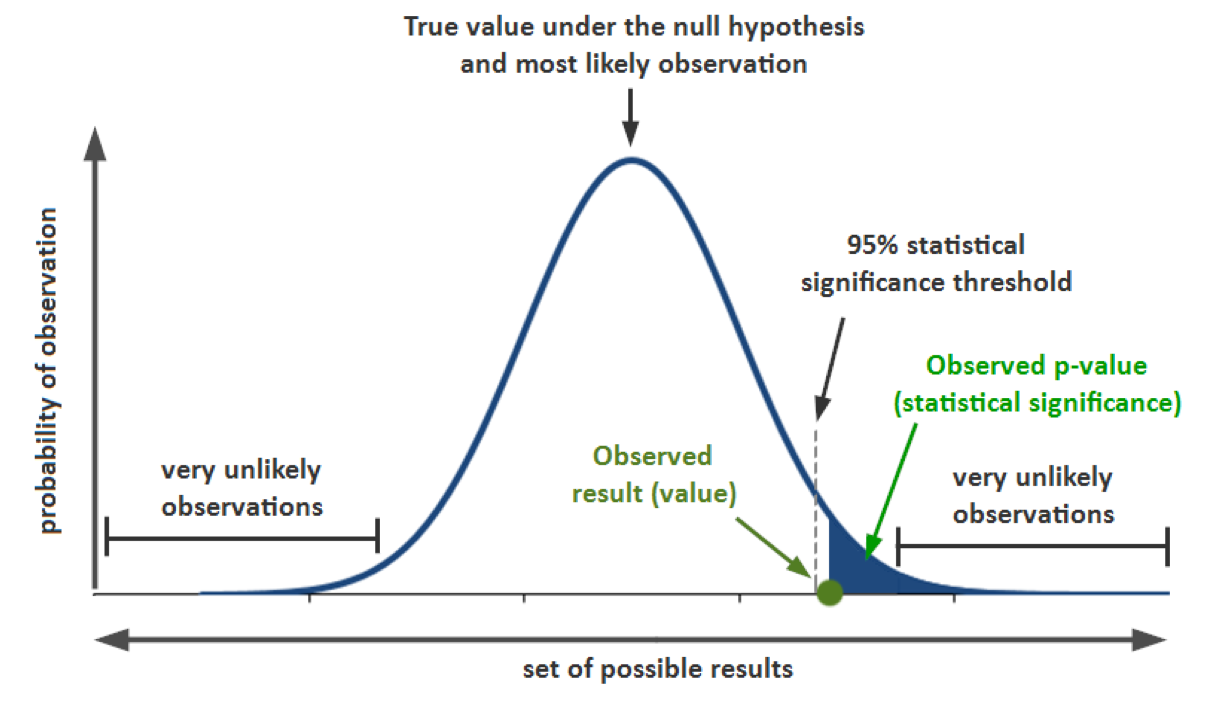 True value under the null hypothesis
and most likely observation
probability of observation
95% statistical
significance threshold
Observed p-value
(statistical significance)
Observed
result (value)
very unlikely
observations
very unlikely
observations
set of possible results